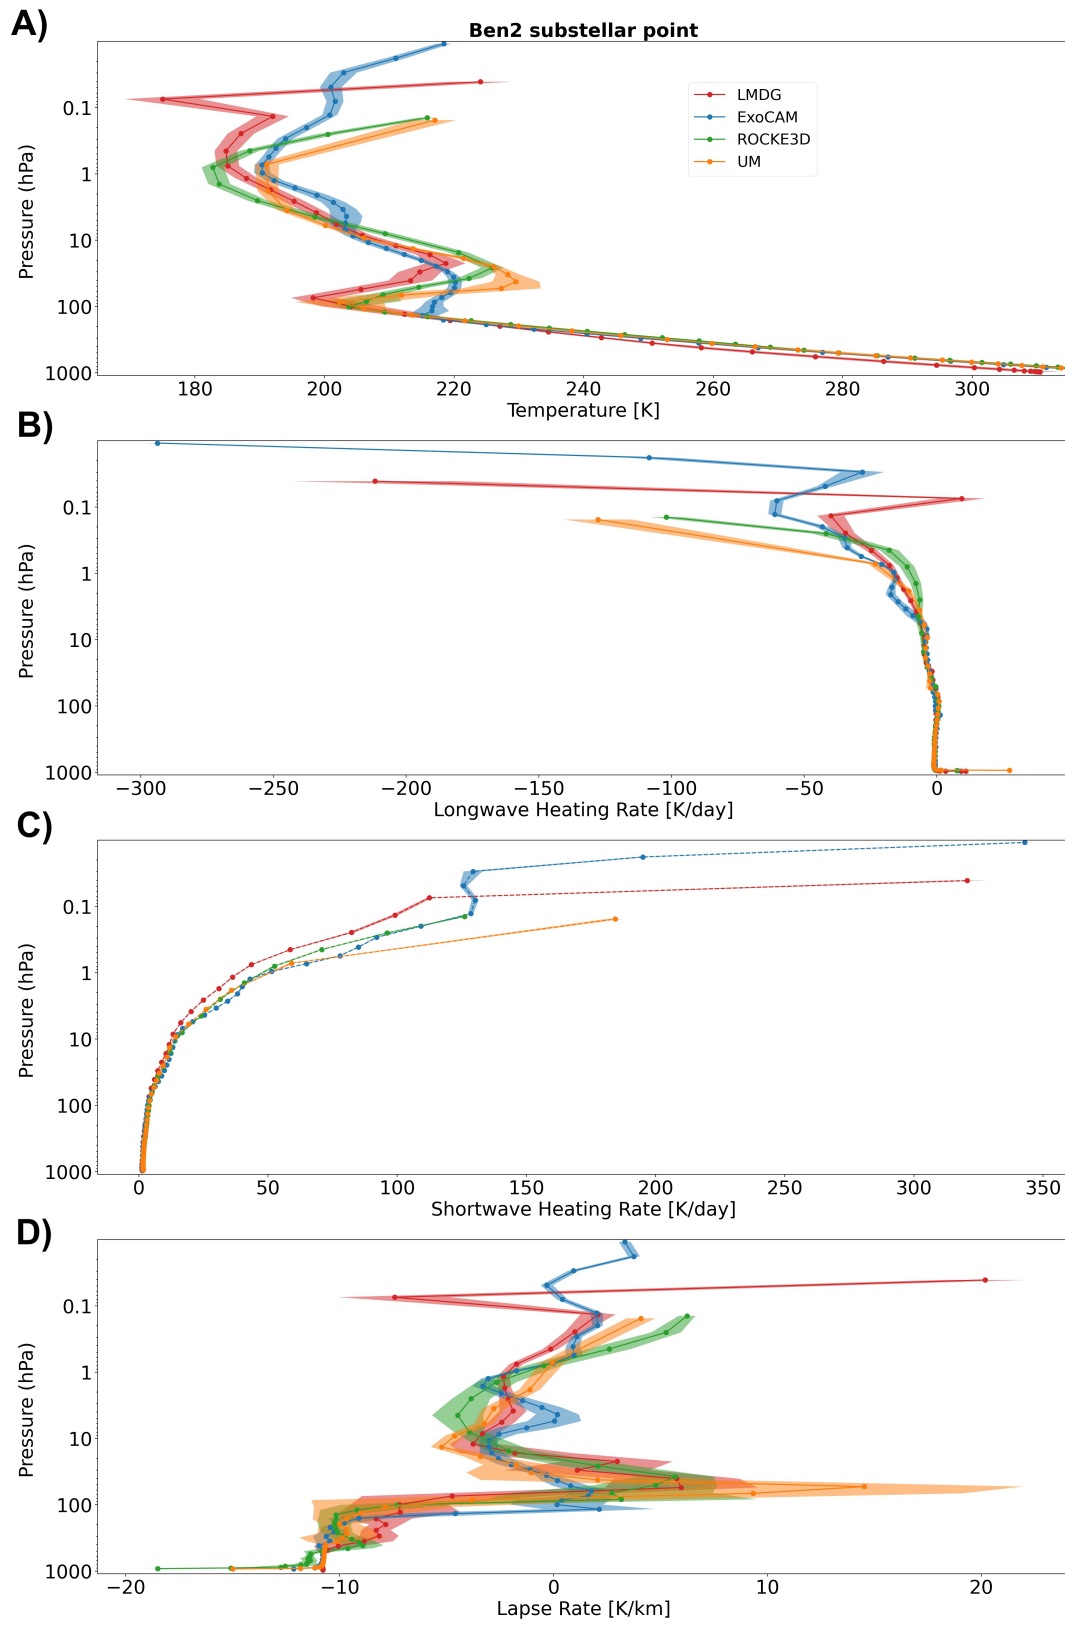 A)
Ben2 substellar point
LMDG
ExoCAM
ROCKE3D
UM
Pressure (hPa)
0.1
1
10
100
1000
180 200 220 240 260 280 300
Temperature [K]
B)
Pressure (hPa)
0.1
1
10
100
1000
−300 −250 −200 −150 −100 −50 0
Longwave Heating Rate [K/day]
C)
Pressure (hPa)
0.1
1
10
100
1000
0 50 100 150 200 250 300 350
Shortwave Heating Rate [K/day]
D)
Pressure (hPa)
0.1
1
10
100
1000
−20 −10 0 10 20
Lapse Rate [K/km]